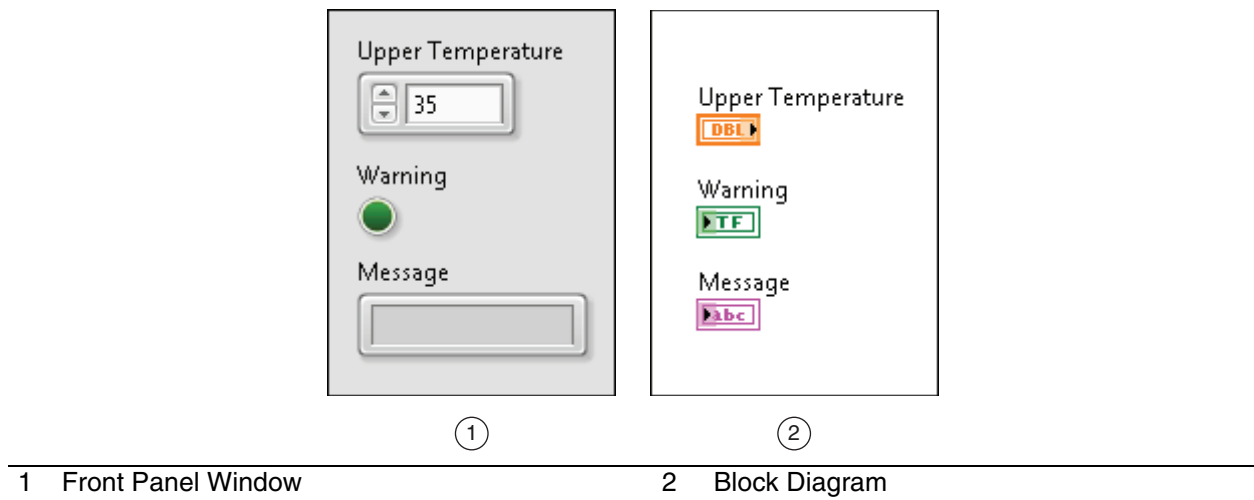 Upper Temperature
35
Warning
Message
Upper Temperature
DBL
Warning
TF
Message
abc
1
2
1 Front Panel Window
2 Block Diagram